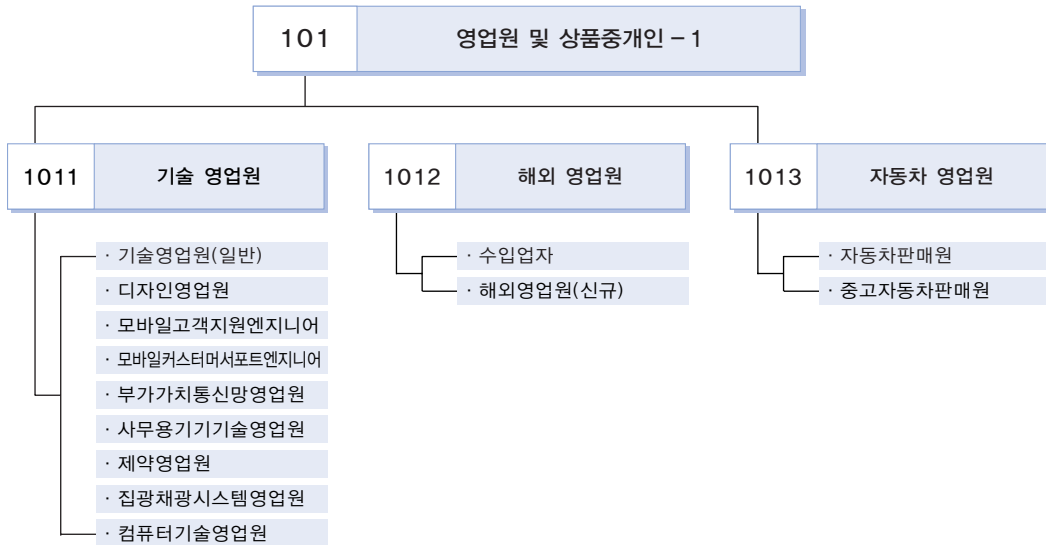 101 영업원 및 상품중개인 – 1
1011 기술 영업원
· 기술영업원(일반)
· 디자인영업원
· 모바일고객지원엔지니어
· 모바일커스터머서포트엔지니어
· 부가가치통신망영업원
· 사무용기기기술영업원
· 제약영업원
· 집광채광시스템영업원
· 컴퓨터기술영업원
1012 해외 영업원
· 수입업자
· 해외영업원(신규)
1013 자동차 영업원
· 자동차판매원
· 중고자동차판매원